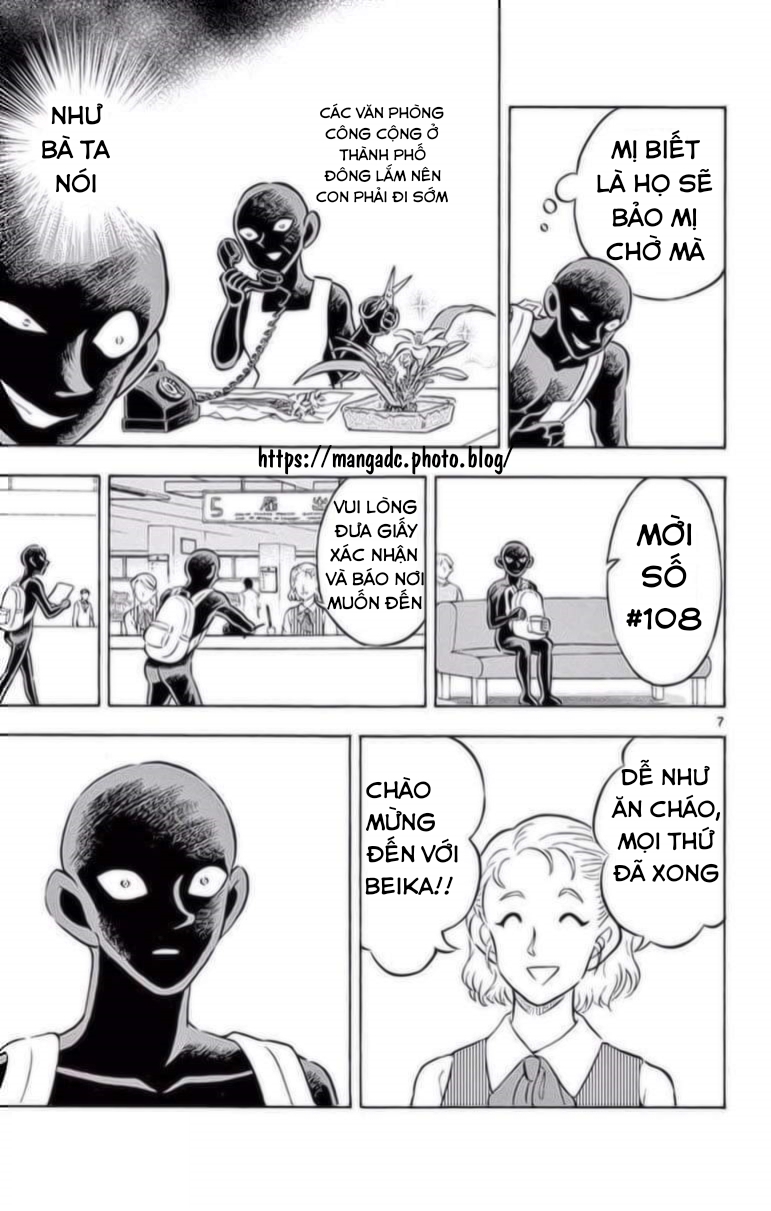 MỊ BIẾT
LÀ HỌ SẼ
BẢO MỊ
CHỜ MÀ
CÁC VĂN PHÒNG
CÔNG CỘNG Ở
THÀNH PHỐ
ĐÔNG LẮM NÊN
CON PHẢI ĐI SỚM
NHƯ
BÀ TA
NÓI
https://mangadc.photo.blog/
MỜI
SỐ
#108
VUI LÒNG
ĐƯA GIẤY
XÁC NHẬN
VÀ BÁO NƠI
MUỐN ĐẾN
5 届出
7
DỄ NHƯ
ĂN CHÁO,
MỌI THỨ
ĐÃ XONG
CHÀO
MỪNG
ĐẾN VỚI
BEIKA!!